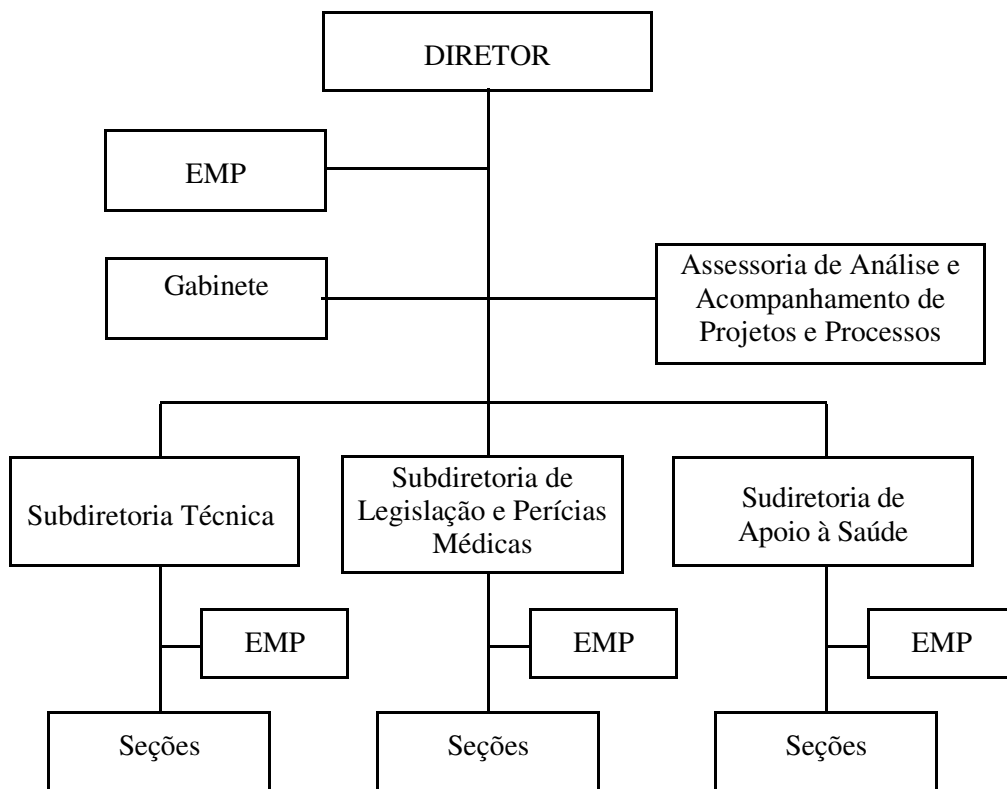 DIRETOR
EMP
Gabinete
Assessoria de Análise e
Acompanhamento de
Projetos e Processos
Subdiretoria Técnica
Subdiretoria de
Legislação e Perícias
Médicas
Sudiretoria de
Apoio à Saúde
EMP
EMP
EMP
Seções
Seções
Seções